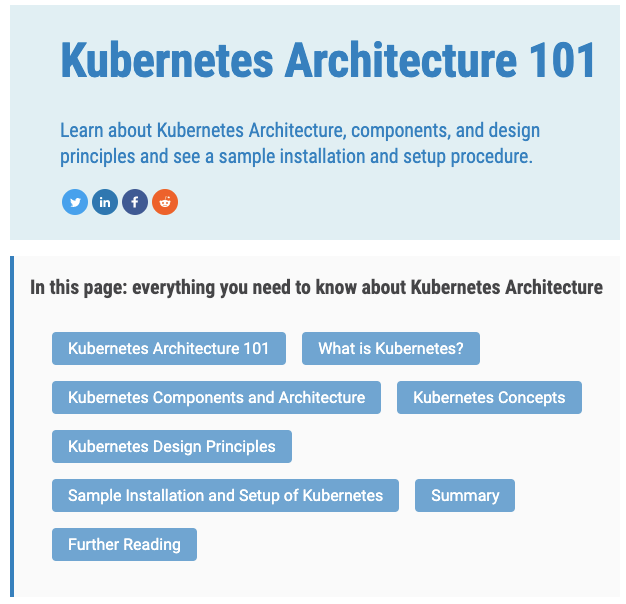 Kubernetes Architecture 101
Learn about Kubernetes Architecture, components, and design
principles and see a sample installation and setup procedure.
in f
In this page: everything you need to know about Kubernetes Architecture
Kubernetes Architecture 101 What is Kubernetes?
Kubernetes Components and Architecture Kubernetes Concepts
Kubernetes Design Principles
Sample Installation and Setup of Kubernetes Summary
Further Reading